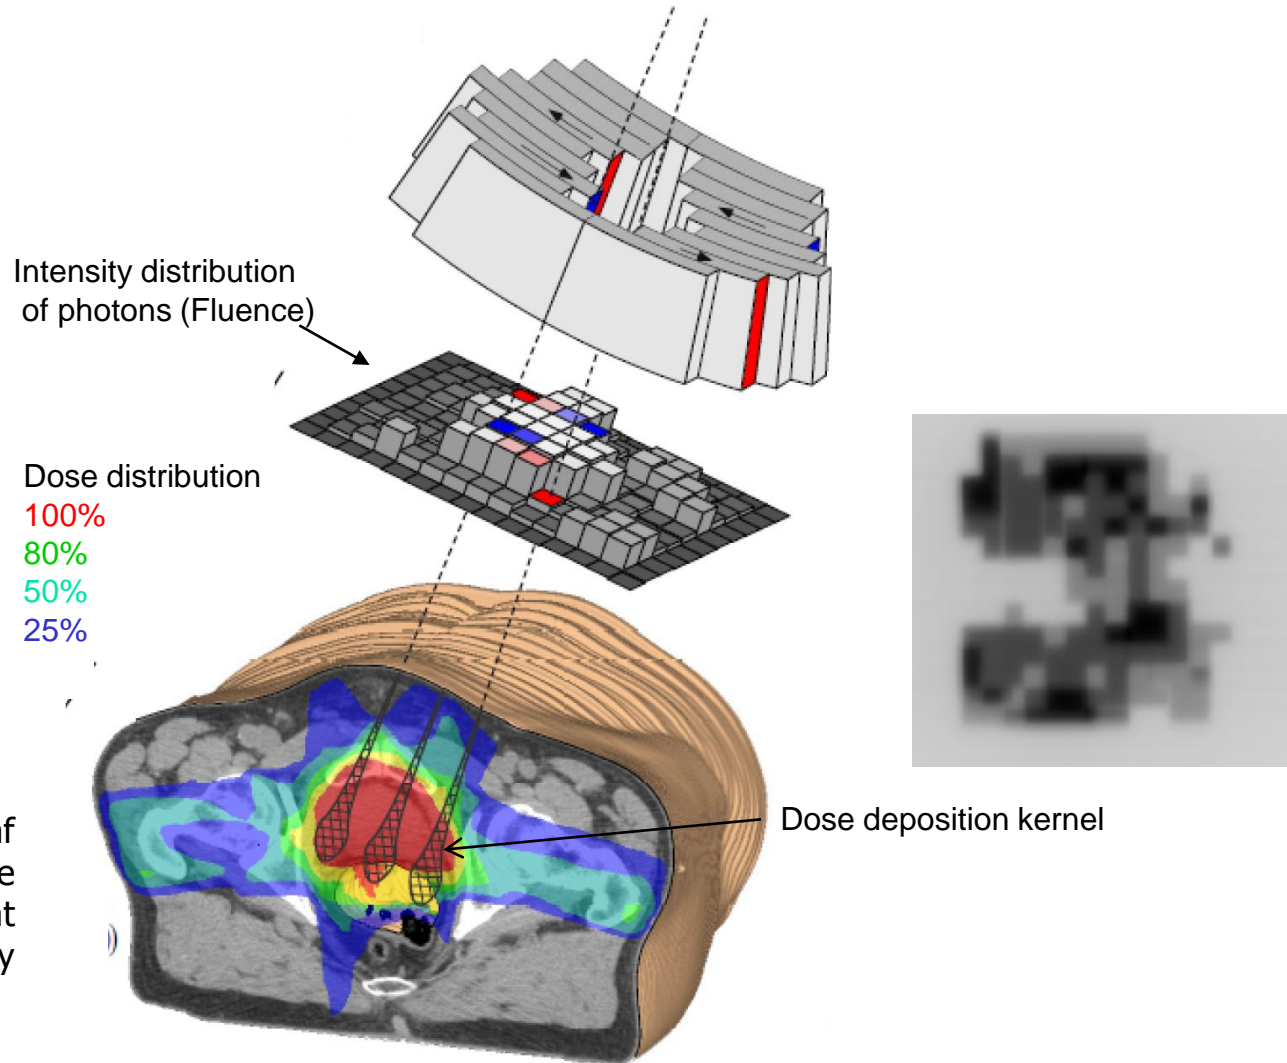 Intensity distribution
of photons (Fluence)
Dose distribution
100%
80%
50%
25%
Dose deposition kernel